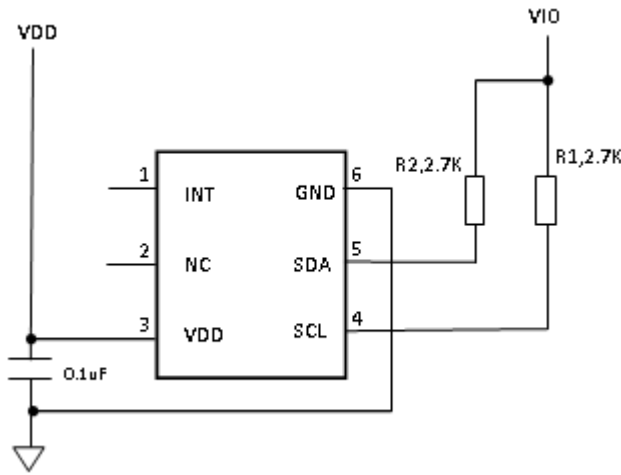 VDD
VIO
R2,2.7K
R1,2.7K
1
INT
GND
6
2
NC
SDA
5
3
VDD
SCL
4
0.1uF